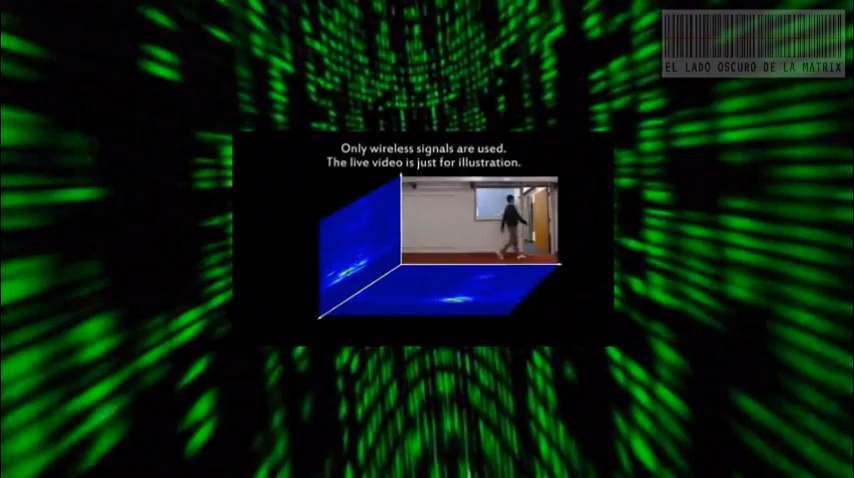 EL LADO OSCURO DE LA MATRIX
Only wireless signals are used.
The live video is just for illustration.